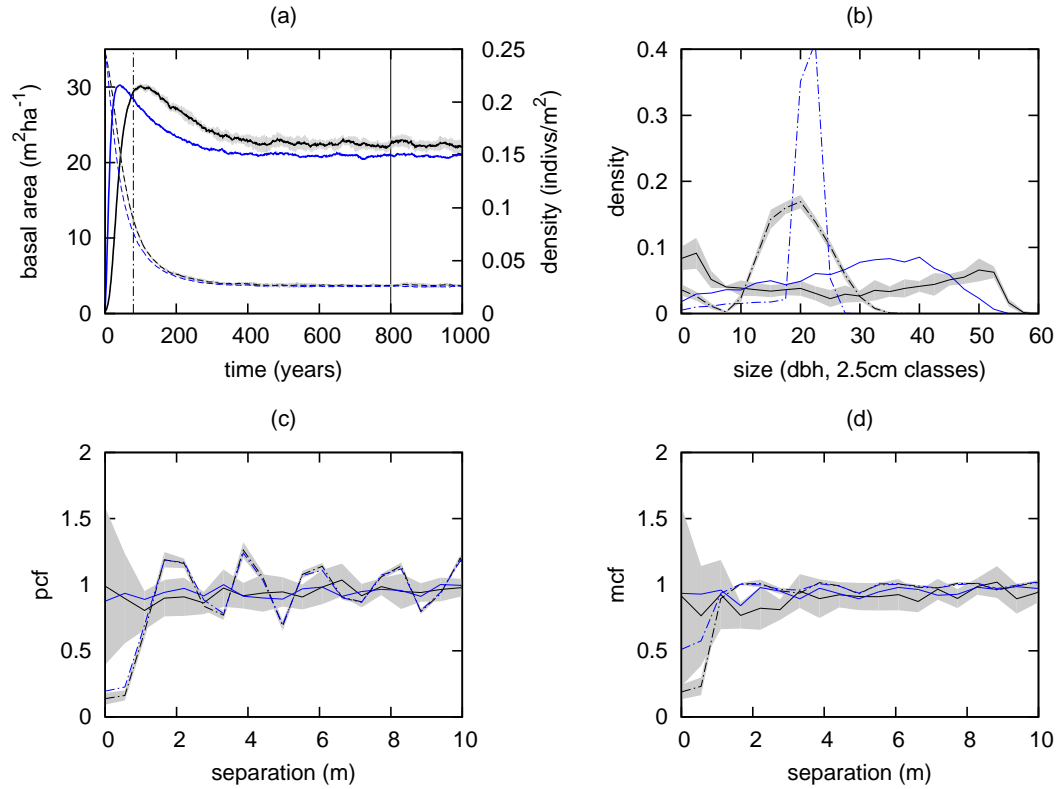 (a)
30
20
10
0
0 200 400 600 800 1000
0.25
0.2
0.15
0.1
0.05
0
basal area (m²ha⁻¹)
density (indivs/m²)
time (years)
(b)
0.4
0.3
0.2
0.1
0
0 10 20 30 40 50 60
density
size (dbh, 2.5cm classes)
(c)
2
1.5
1
0.5
0
0 2 4 6 8 10
pcf
separation (m)
(d)
2
1.5
1
0.5
0
0 2 4 6 8 10
mcf
separation (m)